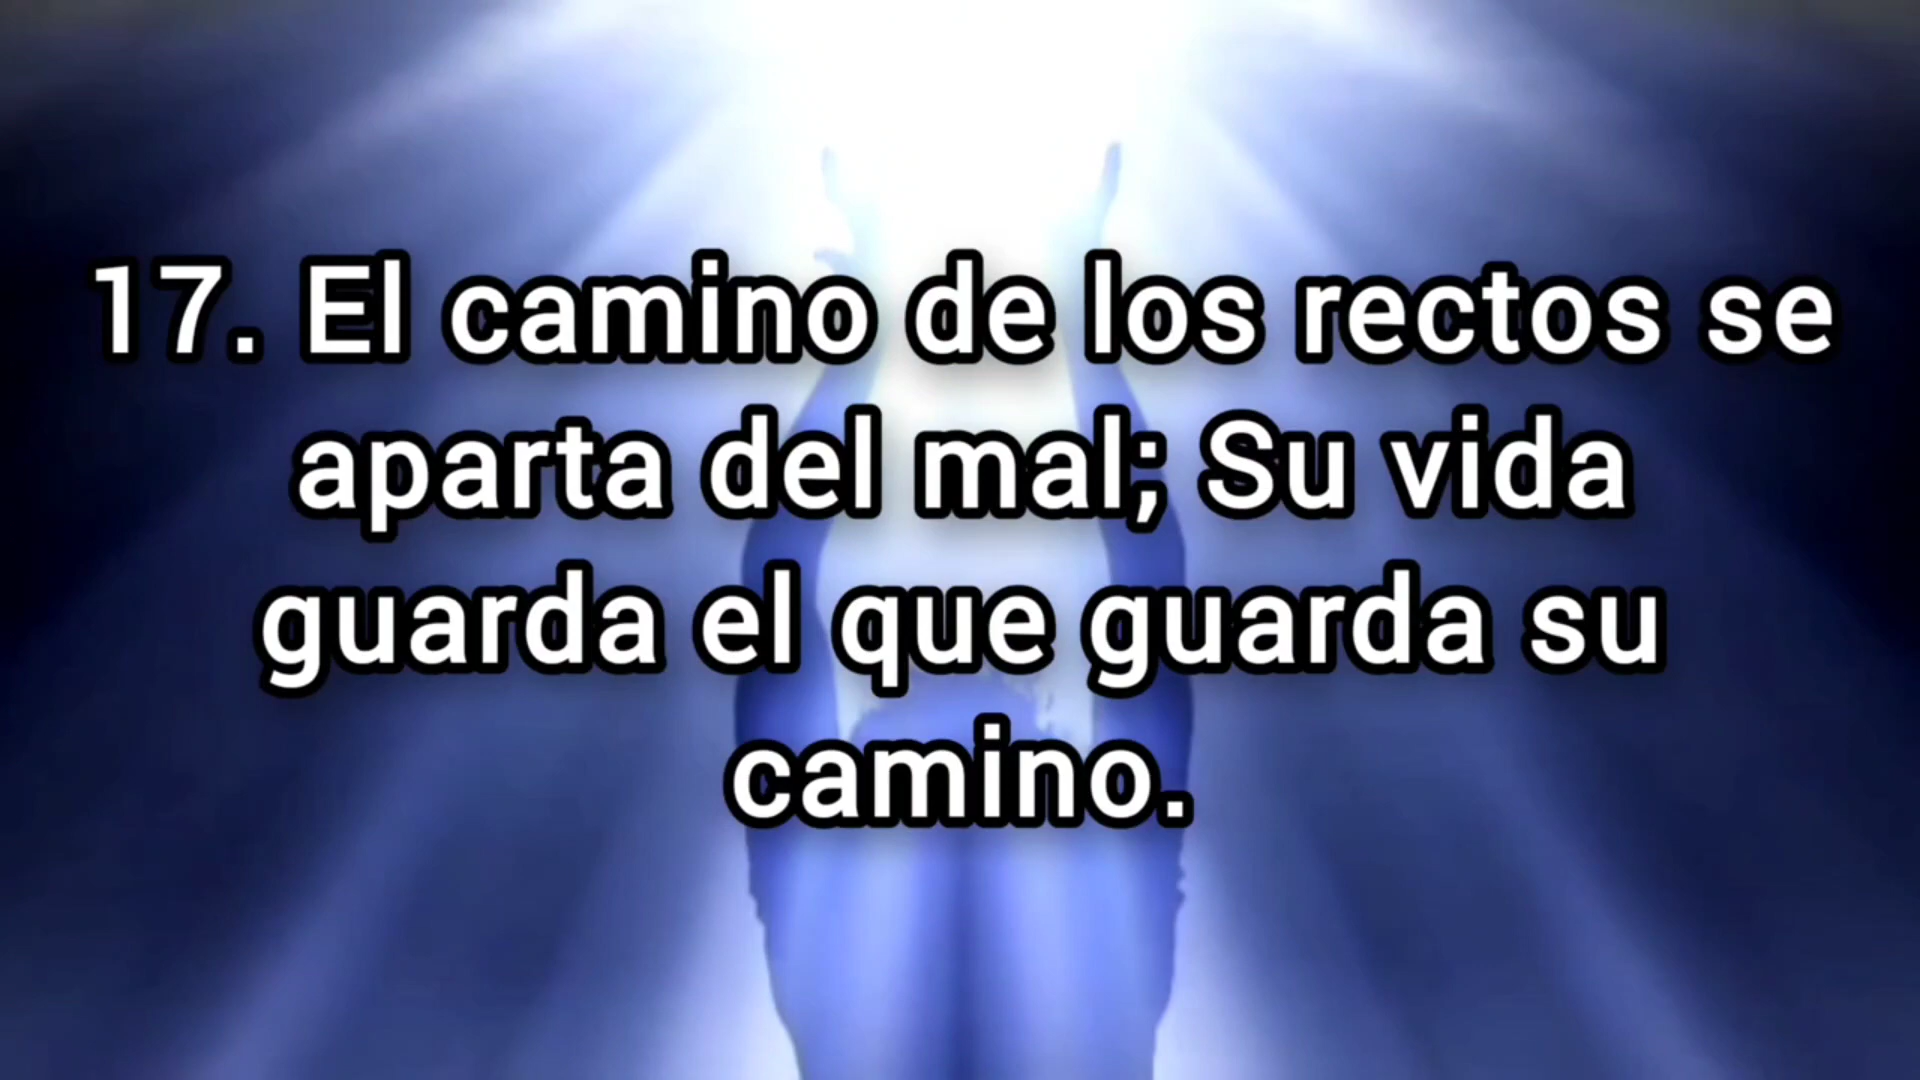 17. El camino de los rectos se
aparta del mal; Su vida
guarda el que guarda su
camino.